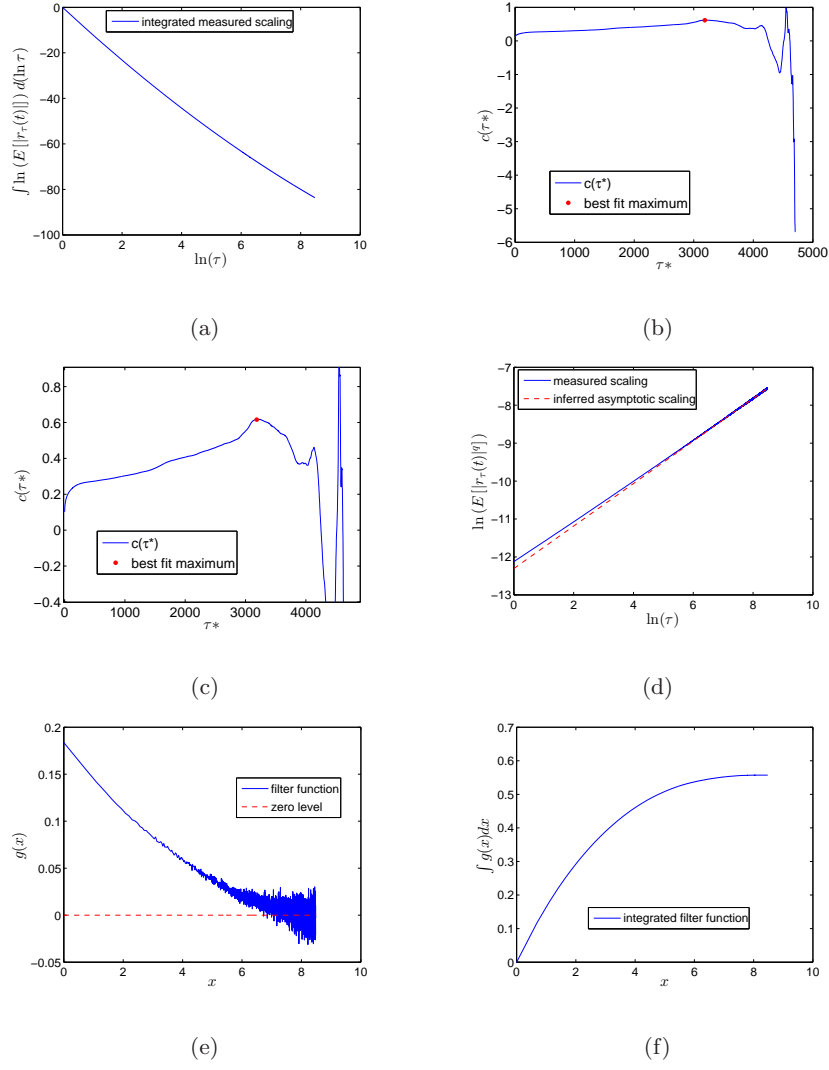 integrated measured scaling
0
−20
−40
−60
−80
−100
0 2 4 6 8 10
ln(τ)
∫ ln (E [|rτ(t)|]) d(ln τ)
(a)
1
0
−1
−2
−3
−4
−5
−6
0 1000 2000 3000 4000 5000
τ*
c(τ*)
c(τ*)
best fit maximum
(b)
0.8
0.6
0.4
0.2
0
−0.2
−0.4
0 1000 2000 3000 4000
τ*
c(τ*)
c(τ*)
best fit maximum
(c)
−7
−8
−9
−10
−11
−12
−13
0 2 4 6 8 10
ln(τ)
ln (E [|rτ(t)|^q])
measured scaling
inferred asymptotic scaling
(d)
0.2
0.15
0.1
0.05
0
−0.05
0 2 4 6 8 10
x
g(x)
filter function
zero level
(e)
0.7
0.6
0.5
0.4
0.3
0.2
0.1
0
0 2 4 6 8 10
x
∫ g(x)dx
integrated filter function
(f)